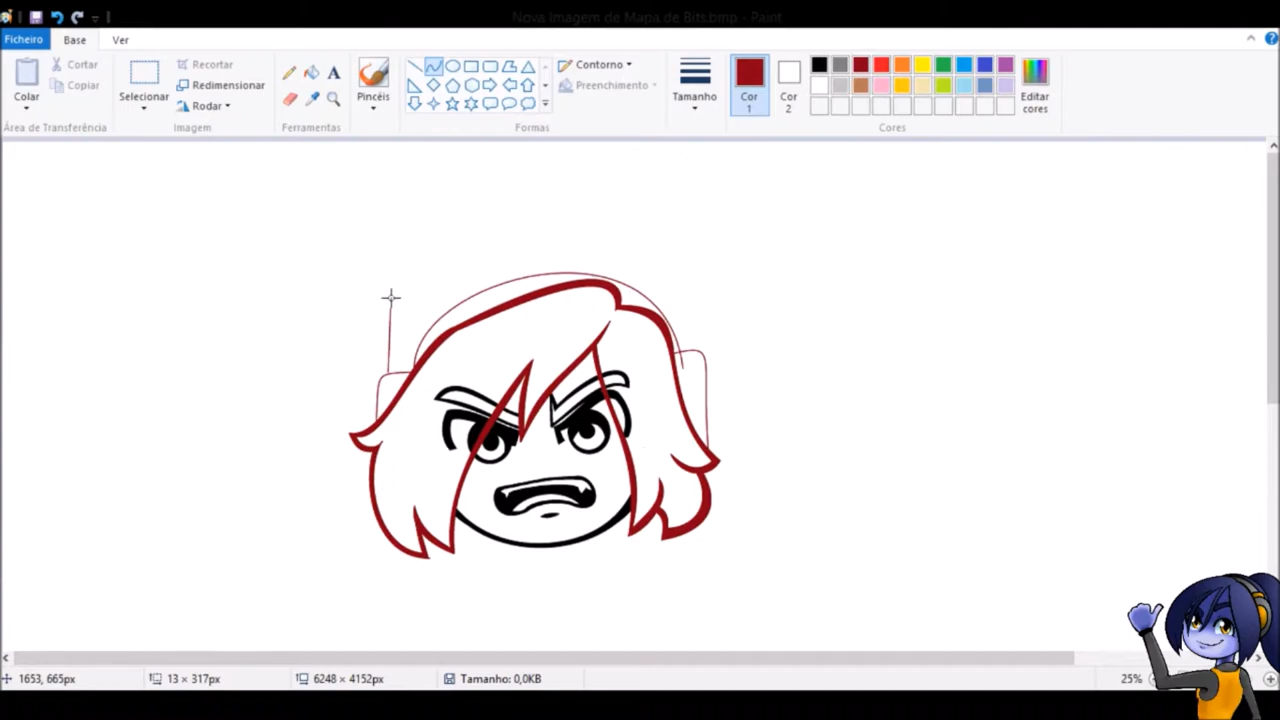 Nova Imagem de Mapa de Bits.bmp - Paint
Ficheiro Base Ver
Colar
Cortar
Copiar
Área de Transferência
Selecionar
Recortar
Redimensionar
Rodar
Imagem
A
Ferramentas
Pincéis
Contorno
Preenchimento
Formas
Tamanho
Cor
1
Cor
2
Editar
cores
Cores
1653, 665px
13 × 317px
6248 × 4152px
Tamanho: 0,0KB
25%